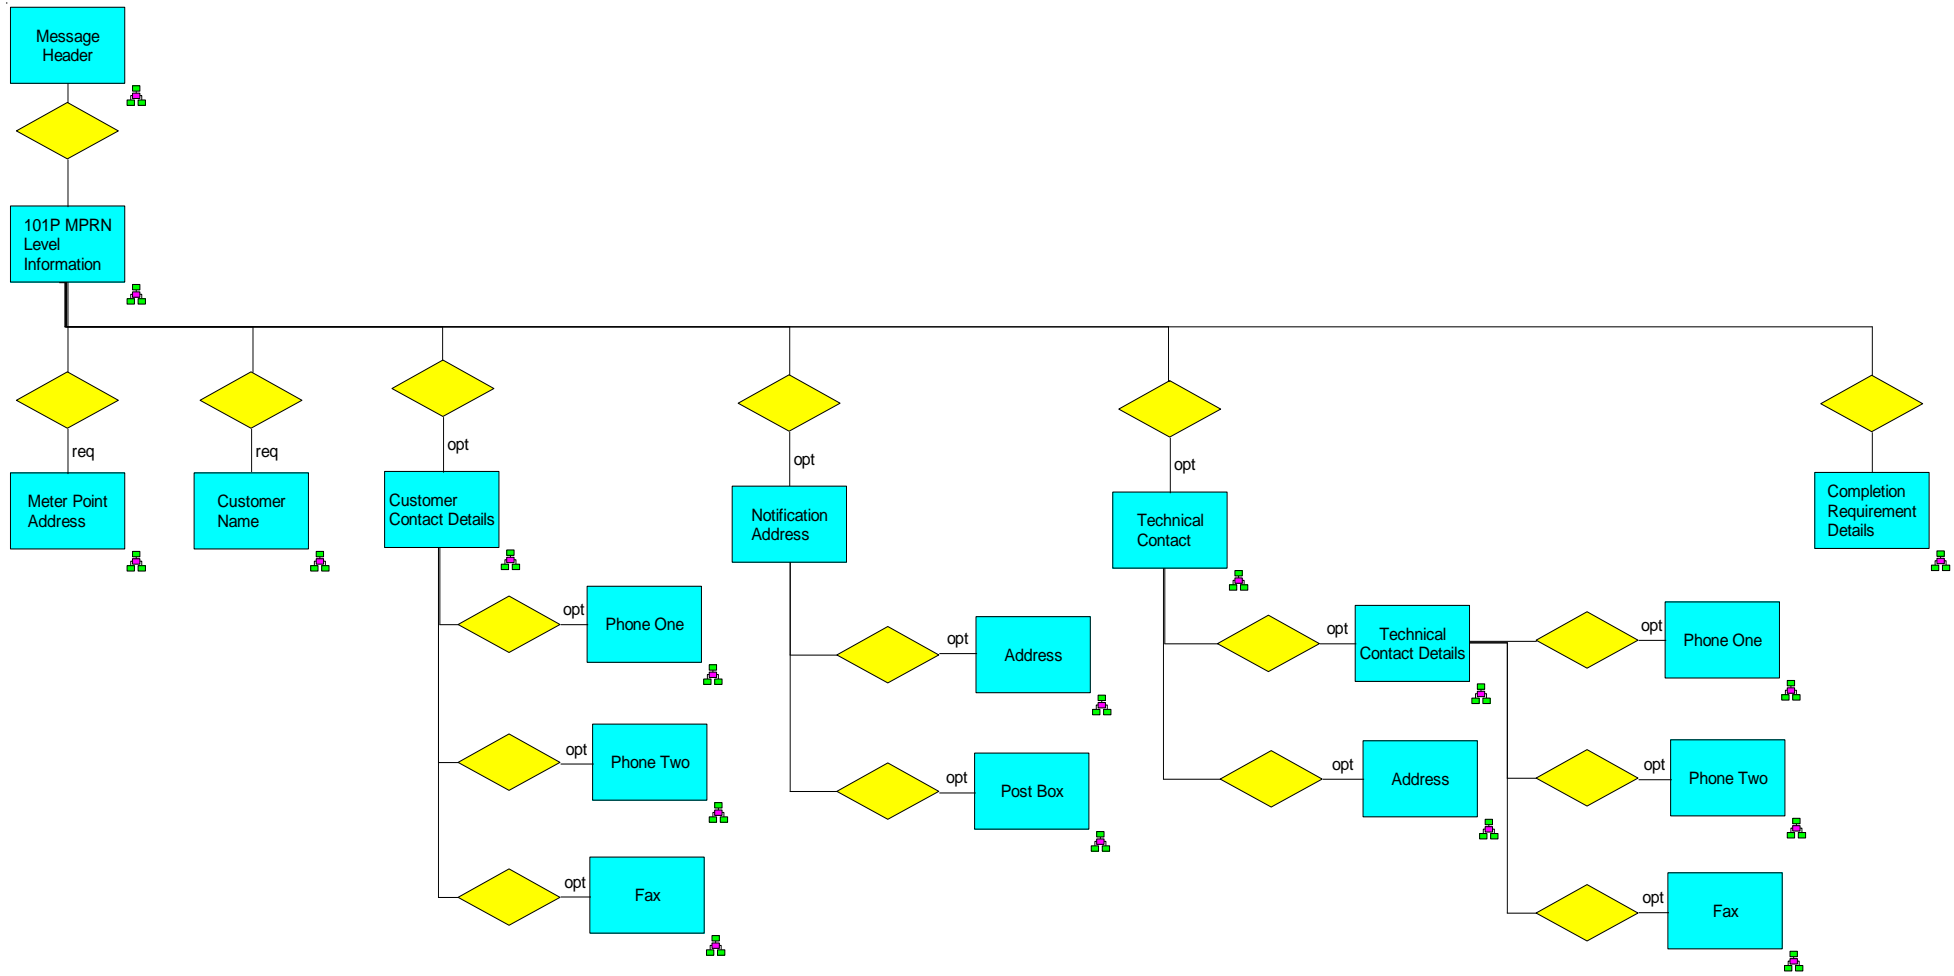 Message
Header
101P MPRN
Level
Information
req
req
opt
opt
opt
Meter Point
Address
Customer
Name
Customer
Contact Details
Notification
Address
Technical
Contact
Completion
Requirement
Details
opt
Phone One
opt
Address
opt
Technical
Contact Details
opt
Phone One
opt
Phone Two
opt
Post Box
opt
Address
opt
Phone Two
opt
Fax
opt
Fax